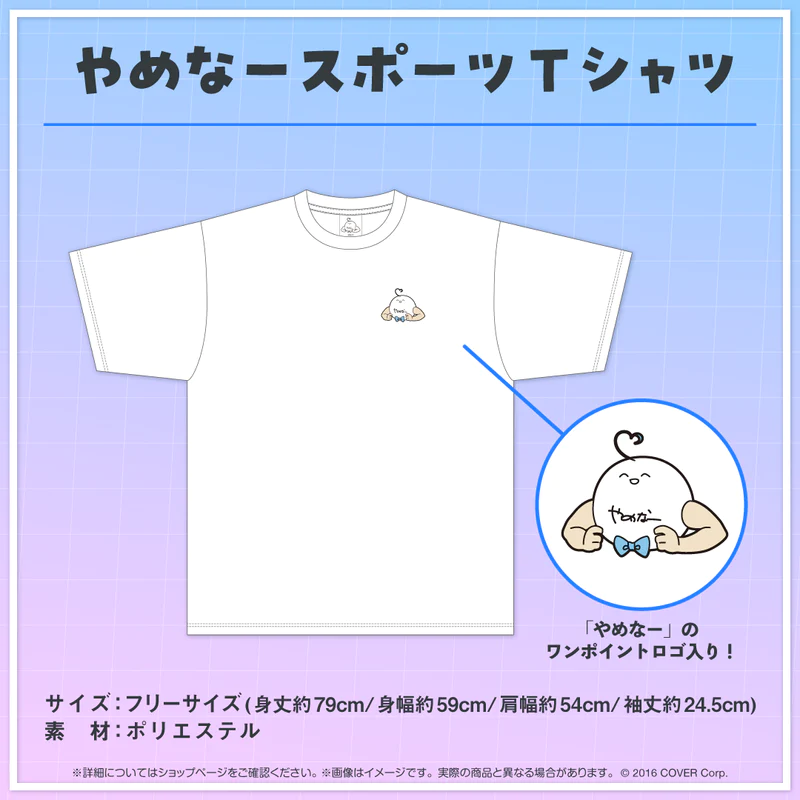 やめなースポーツTシャツ
やめなー
「やめなー」の
ワンポイントロゴ入り！
サイズ：フリーサイズ(身丈約79cm/身幅約59cm/肩幅約54cm/袖丈約24.5cm)
素　材：ポリエステル
※詳細についてはショップページをご確認ください。※画像はイメージです。実際の商品と異なる場合があります。© 2016 COVER Corp.